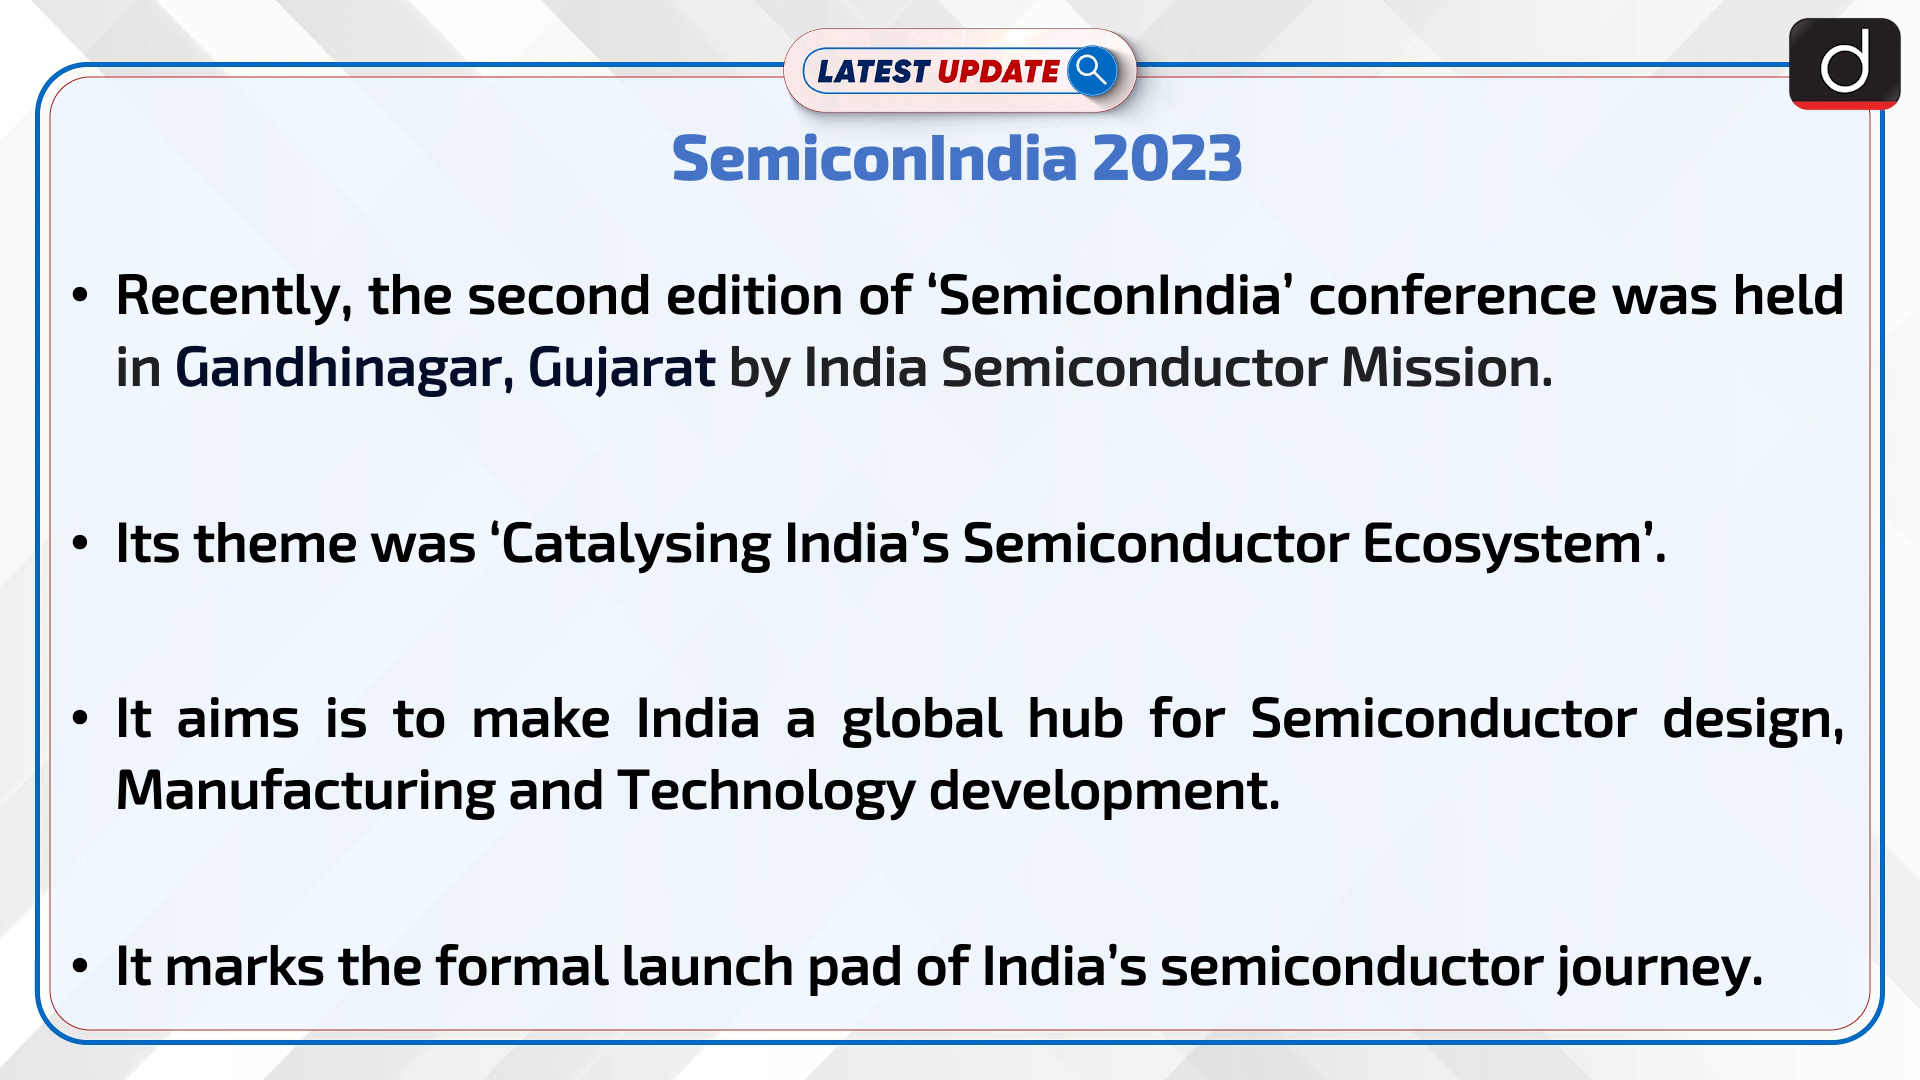 LATEST UPDATE
d
SemiconIndia 2023
• Recently, the second edition of ‘SemiconIndia’ conference was held
in Gandhinagar, Gujarat by India Semiconductor Mission.
• Its theme was ‘Catalysing India’s Semiconductor Ecosystem’.
• It aims is to make India a global hub for Semiconductor design,
Manufacturing and Technology development.
• It marks the formal launch pad of India’s semiconductor journey.